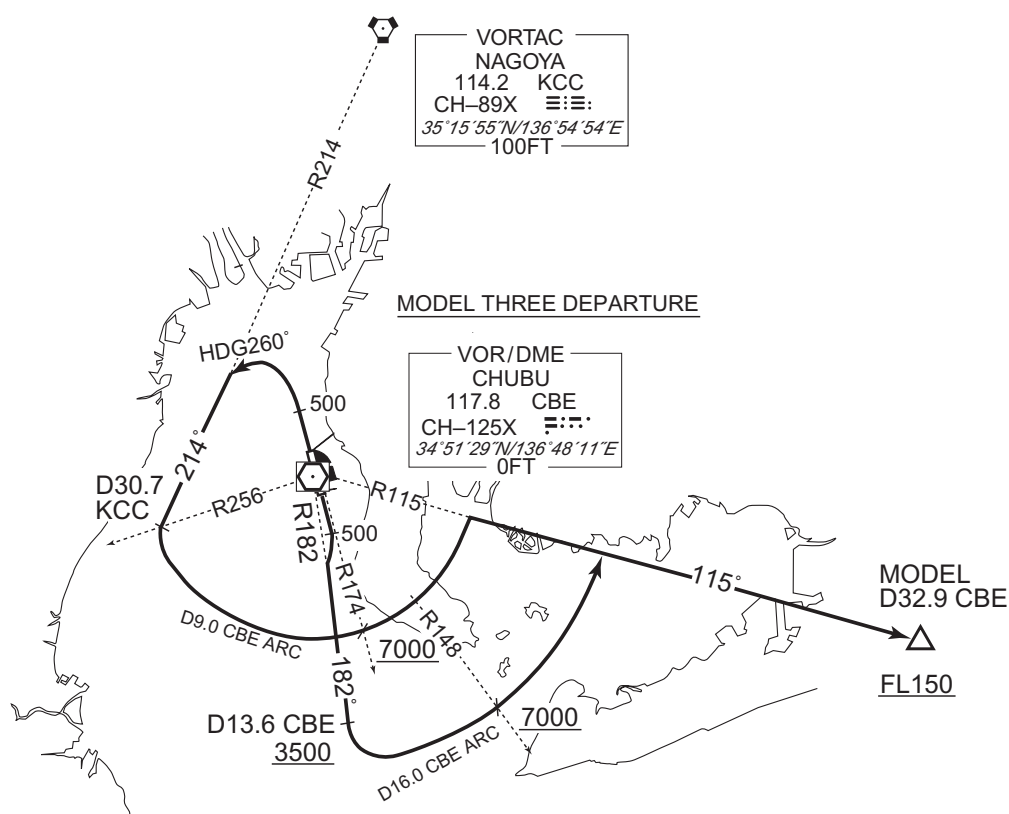 VORTAC
NAGOYA
114.2 KCC
CH–89X
35°15´55˝N/136°54´54˝E
100FT
R214
MODEL THREE DEPARTURE
HDG260°
VOR/DME
CHUBU
117.8 CBE
CH–125X
34°51´29˝N/136°48´11˝E
0FT
500
214°
D30.7
KCC
R256
R115
R182
500
R174
115°
MODEL
D32.9 CBE
FL150
D9.0 CBE ARC
R148
7000
182°
D13.6 CBE
3500
7000
D16.0 CBE ARC